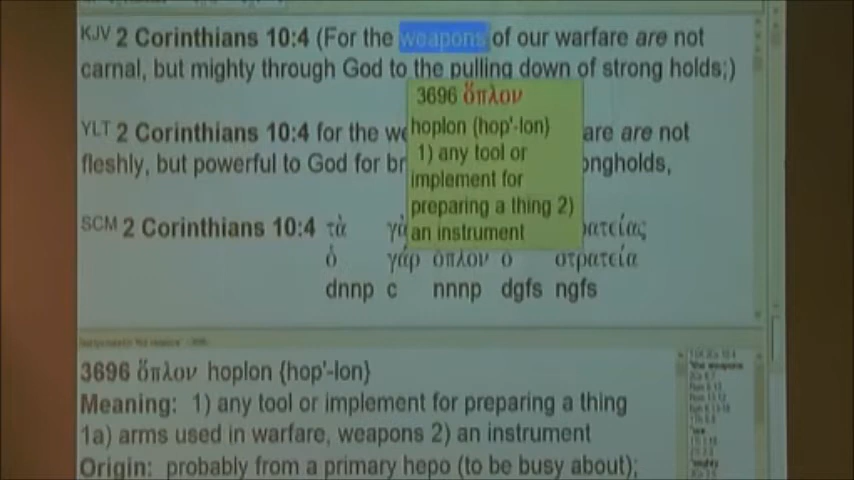 KJV 2 Corinthians 10:4 (For the weapons of our warfare are not
carnal, but mighty through God to the pulling down of strong holds;)
3696 ὅπλον
hoplon (hop'-lon)
1) any tool or
implement for
preparing a thing 2)
an instrument
YLT 2 Corinthians 10:4 for the we are are not
fleshly, but powerful to God for br ongholds,
SCM 2 Corinthians 10:4 τὰ γὰ ρατείας
ὁ γάρ ὅπλον ὁ στρατεία
dnnp c nnnp dgfs ngfs
3696 ὅπλον hoplon {hop'-lon}
Meaning: 1) any tool or implement for preparing a thing
1a) arms used in warfare, weapons 2) an instrument
Origin: probably from a primary hepo (to be busy about);